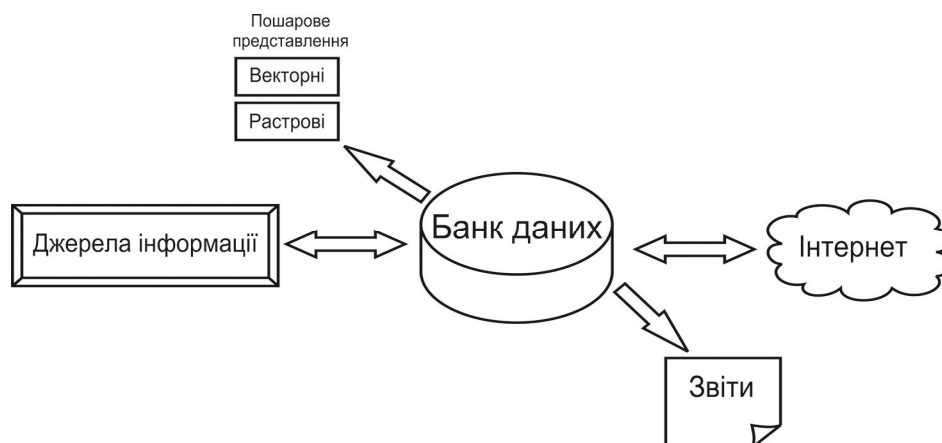 Пошарове
представлення
Векторні
Растрові
Джерела інформації
Банк даних
Інтернет
Звіти